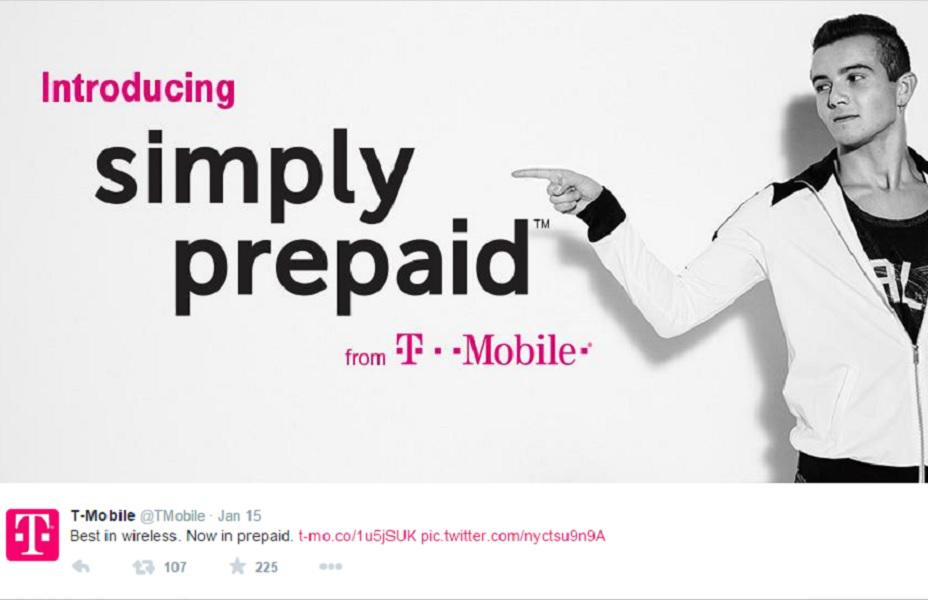 Introducing
simply
prepaid™
from T··Mobile·
T-Mobile @TMobile · Jan 15
Best in wireless. Now in prepaid. t-mo.co/1u5jSUK pic.twitter.com/nyctsu9n9A
107 225